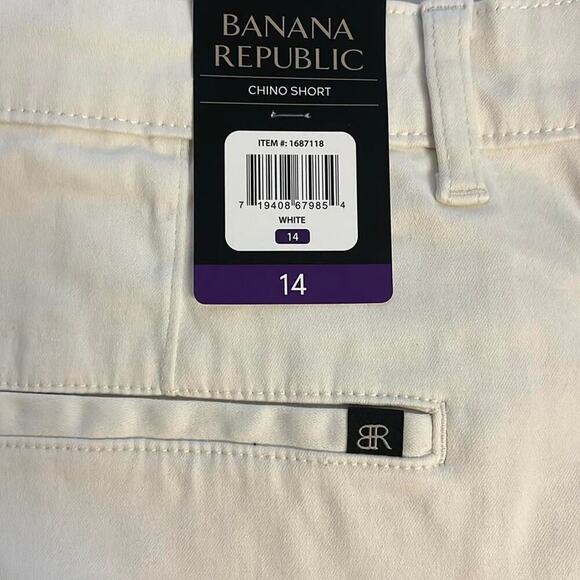 BANANA
REPUBLIC
CHINO SHORT
ITEM #: 1687118
7 19408 67985 4
WHITE
14
14
BR